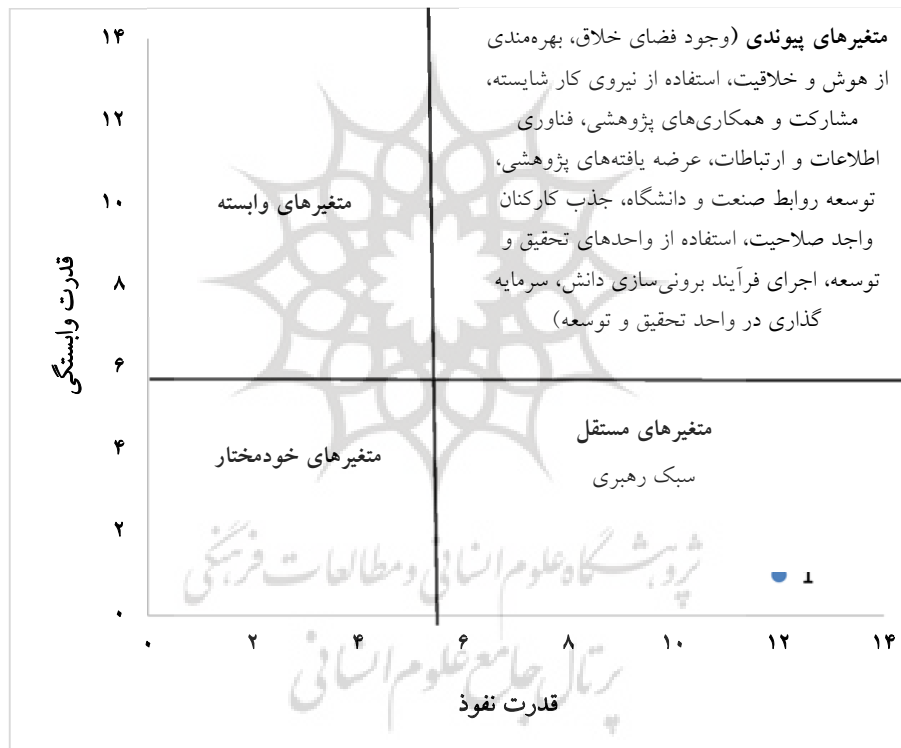 ۱۴
۱۲
۱۰
۸
۶
۴
۲
۰
قدرت وابستگی
متغیرهای پیوندی (وجود فضای خلاق، بهره‌مندی
از هوش و خلاقیت، استفاده از نیروی کار شایسته،
مشارکت و همکاری‌های پژوهشی، فناوری
اطلاعات و ارتباطات، عرضه یافته‌های پژوهشی،
توسعه روابط صنعت و دانشگاه، جذب کارکنان
واجد صلاحیت، استفاده از واحدهای تحقیق و
توسعه، اجرای فرآیند برونی‌سازی دانش، سرمایه
گذاری در واحد تحقیق و توسعه)
متغیرهای وابسته
متغیرهای مستقل
سبک رهبری
متغیرهای خودمختار
پژوهشگاه علوم انسانی و مطالعات فرهنگی
۰ ۲ ۴ ۶ ۸ ۱۰ ۱۲ ۱۴
پرتال جامع علوم انسانی
قدرت نفوذ